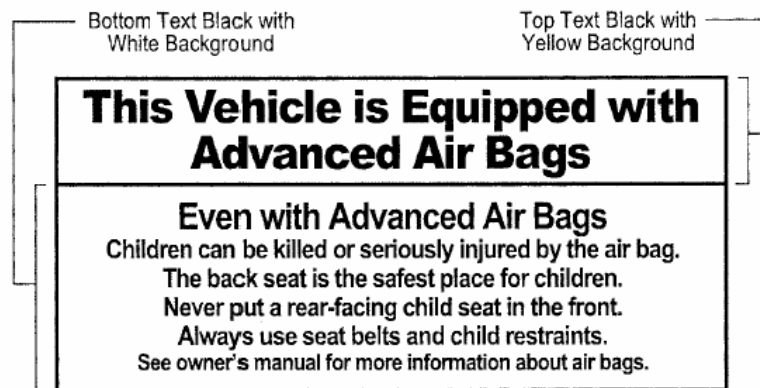 Bottom Text Black with
White Background
Top Text Black with
Yellow Background
This Vehicle is Equipped with
Advanced Air Bags
Even with Advanced Air Bags
Children can be killed or seriously injured by the air bag.
The back seat is the safest place for children.
Never put a rear-facing child seat in the front.
Always use seat belts and child restraints.
See owner's manual for more information about air bags.